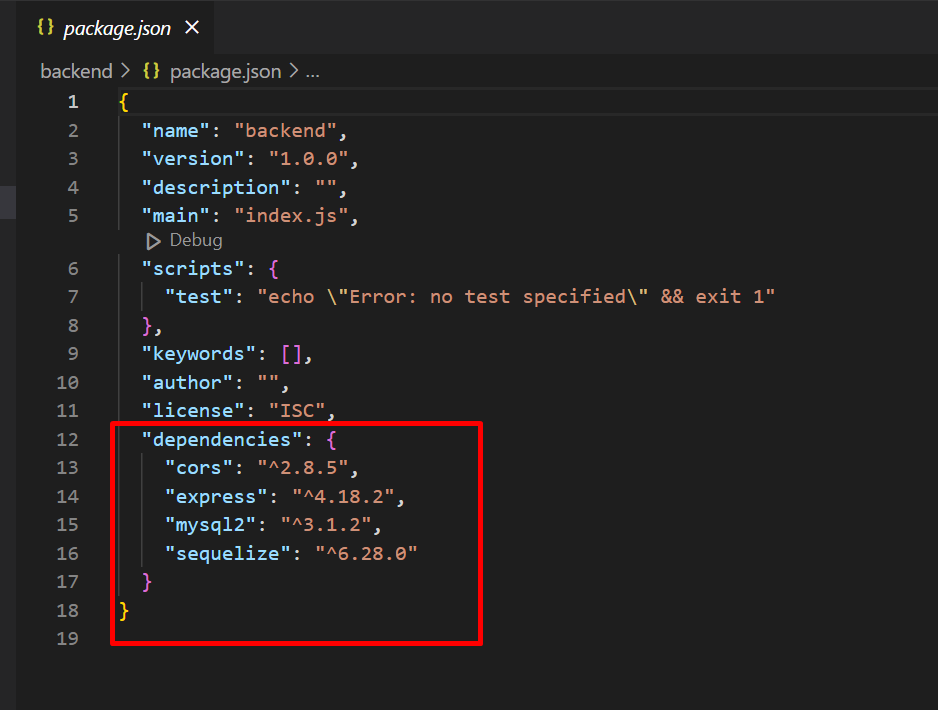 {} package.json ×
backend > {} package.json > ...
1 {
2 "name": "backend",
3 "version": "1.0.0",
4 "description": "",
5 "main": "index.js",
Debug
6 "scripts": {
7 "test": "echo \"Error: no test specified\" && exit 1"
8 },
9 "keywords": [],
10 "author": "",
11 "license": "ISC",
12 "dependencies": {
13 "cors": "^2.8.5",
14 "express": "^4.18.2",
15 "mysql2": "^3.1.2",
16 "sequelize": "^6.28.0"
17 }
18 }
19